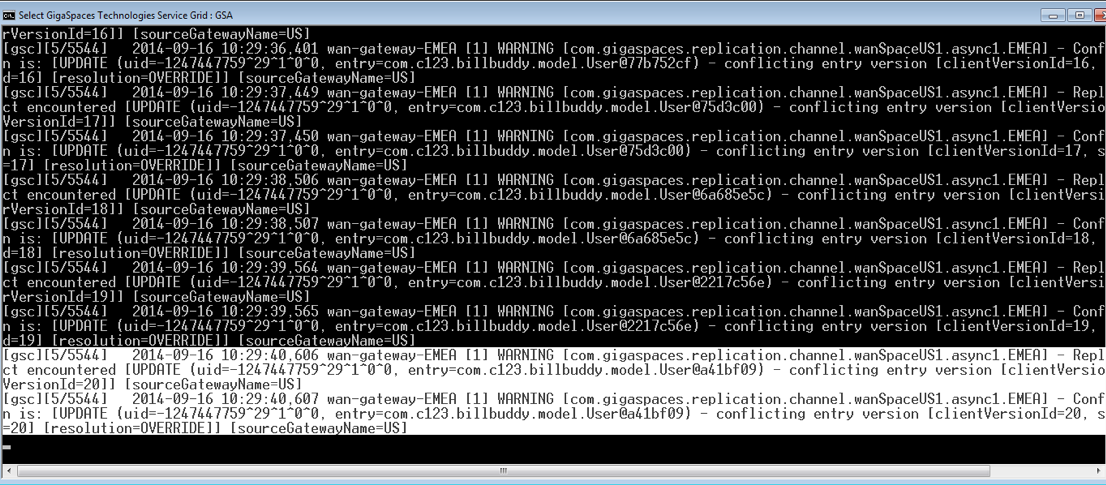 Select GigaSpaces Technologies Service Grid : GSA
rVersionId=16]] [sourceGatewayName=US]
[gsc][5/5544]   2014-09-16 10:29:36,401 wan-gateway-EMEA [1] WARNING [com.gigaspaces.replication.channel.wanSpaceUS1.async1.EMEA] - Conf
n is: [UPDATE (uid=-1247447759^29^1^0^0, entry=com.c123.billbuddy.model.User@77b752cf) - conflicting entry version [clientVersionId=16,
d=16] [resolution=OVERRIDE]] [sourceGatewayName=US]
[gsc][5/5544]   2014-09-16 10:29:37,449 wan-gateway-EMEA [1] WARNING [com.gigaspaces.replication.channel.wanSpaceUS1.async1.EMEA] - Repl
ct encountered [UPDATE (uid=-1247447759^29^1^0^0, entry=com.c123.billbuddy.model.User@75d3c00) - conflicting entry version [clientVersio
VersionId=17]] [sourceGatewayName=US]
[gsc][5/5544]   2014-09-16 10:29:37,450 wan-gateway-EMEA [1] WARNING [com.gigaspaces.replication.channel.wanSpaceUS1.async1.EMEA] - Conf
n is: [UPDATE (uid=-1247447759^29^1^0^0, entry=com.c123.billbuddy.model.User@75d3c00) - conflicting entry version [clientVersionId=17, s
=17] [resolution=OVERRIDE]] [sourceGatewayName=US]
[gsc][5/5544]   2014-09-16 10:29:38,506 wan-gateway-EMEA [1] WARNING [com.gigaspaces.replication.channel.wanSpaceUS1.async1.EMEA] - Repl
ct encountered [UPDATE (uid=-1247447759^29^1^0^0, entry=com.c123.billbuddy.model.User@6a685e5c) - conflicting entry version [clientVersi
rVersionId=18]] [sourceGatewayName=US]
[gsc][5/5544]   2014-09-16 10:29:38,507 wan-gateway-EMEA [1] WARNING [com.gigaspaces.replication.channel.wanSpaceUS1.async1.EMEA] - Conf
n is: [UPDATE (uid=-1247447759^29^1^0^0, entry=com.c123.billbuddy.model.User@6a685e5c) - conflicting entry version [clientVersionId=18,
d=18] [resolution=OVERRIDE]] [sourceGatewayName=US]
[gsc][5/5544]   2014-09-16 10:29:39,564 wan-gateway-EMEA [1] WARNING [com.gigaspaces.replication.channel.wanSpaceUS1.async1.EMEA] - Repl
ct encountered [UPDATE (uid=-1247447759^29^1^0^0, entry=com.c123.billbuddy.model.User@2217c56e) - conflicting entry version [clientVersi
rVersionId=19]] [sourceGatewayName=US]
[gsc][5/5544]   2014-09-16 10:29:39,565 wan-gateway-EMEA [1] WARNING [com.gigaspaces.replication.channel.wanSpaceUS1.async1.EMEA] - Conf
n is: [UPDATE (uid=-1247447759^29^1^0^0, entry=com.c123.billbuddy.model.User@2217c56e) - conflicting entry version [clientVersionId=19,
d=19] [resolution=OVERRIDE]] [sourceGatewayName=US]
[gsc][5/5544]   2014-09-16 10:29:40,606 wan-gateway-EMEA [1] WARNING [com.gigaspaces.replication.channel.wanSpaceUS1.async1.EMEA] - Repl
ct encountered [UPDATE (uid=-1247447759^29^1^0^0, entry=com.c123.billbuddy.model.User@a41bf09) - conflicting entry version [clientVersio
VersionId=20]] [sourceGatewayName=US]
[gsc][5/5544]   2014-09-16 10:29:40,607 wan-gateway-EMEA [1] WARNING [com.gigaspaces.replication.channel.wanSpaceUS1.async1.EMEA] - Conf
n is: [UPDATE (uid=-1247447759^29^1^0^0, entry=com.c123.billbuddy.model.User@a41bf09) - conflicting entry version [clientVersionId=20, s
=20] [resolution=OVERRIDE]] [sourceGatewayName=US]